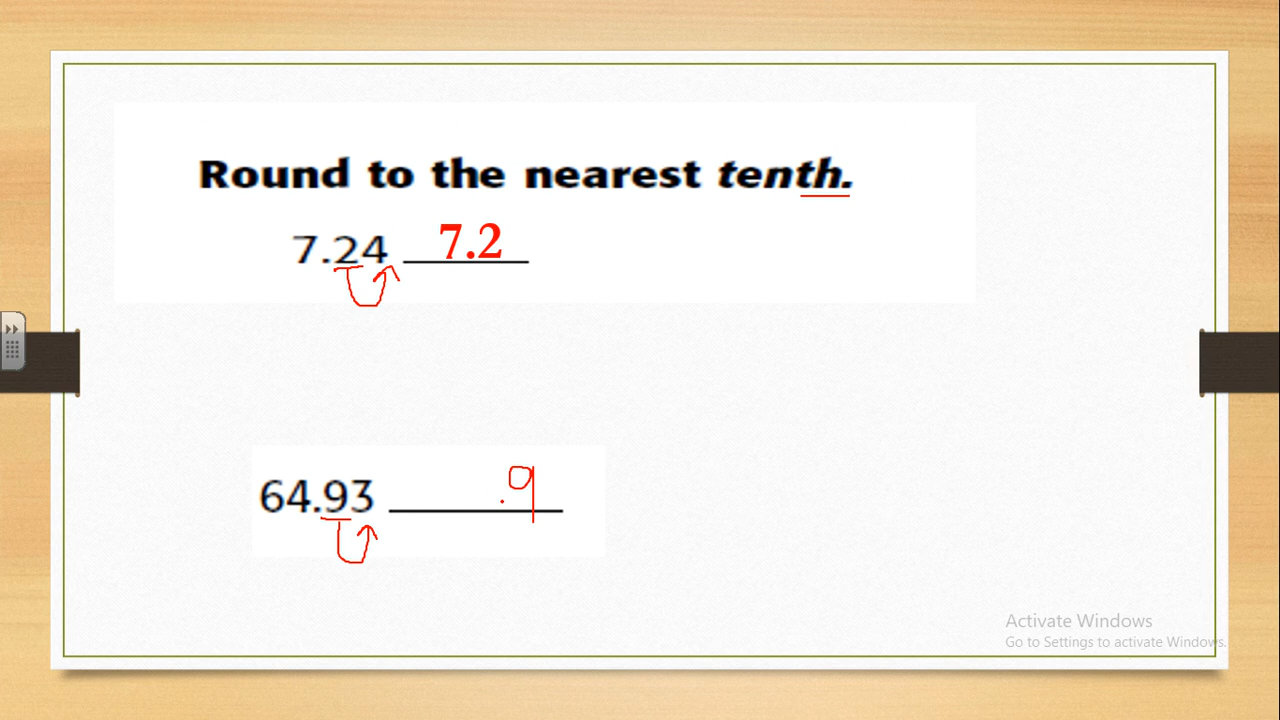 Round to the nearest tenth.
7.24 7.2
64.93 .9
Activate Windows
Go to Settings to activate Windows.